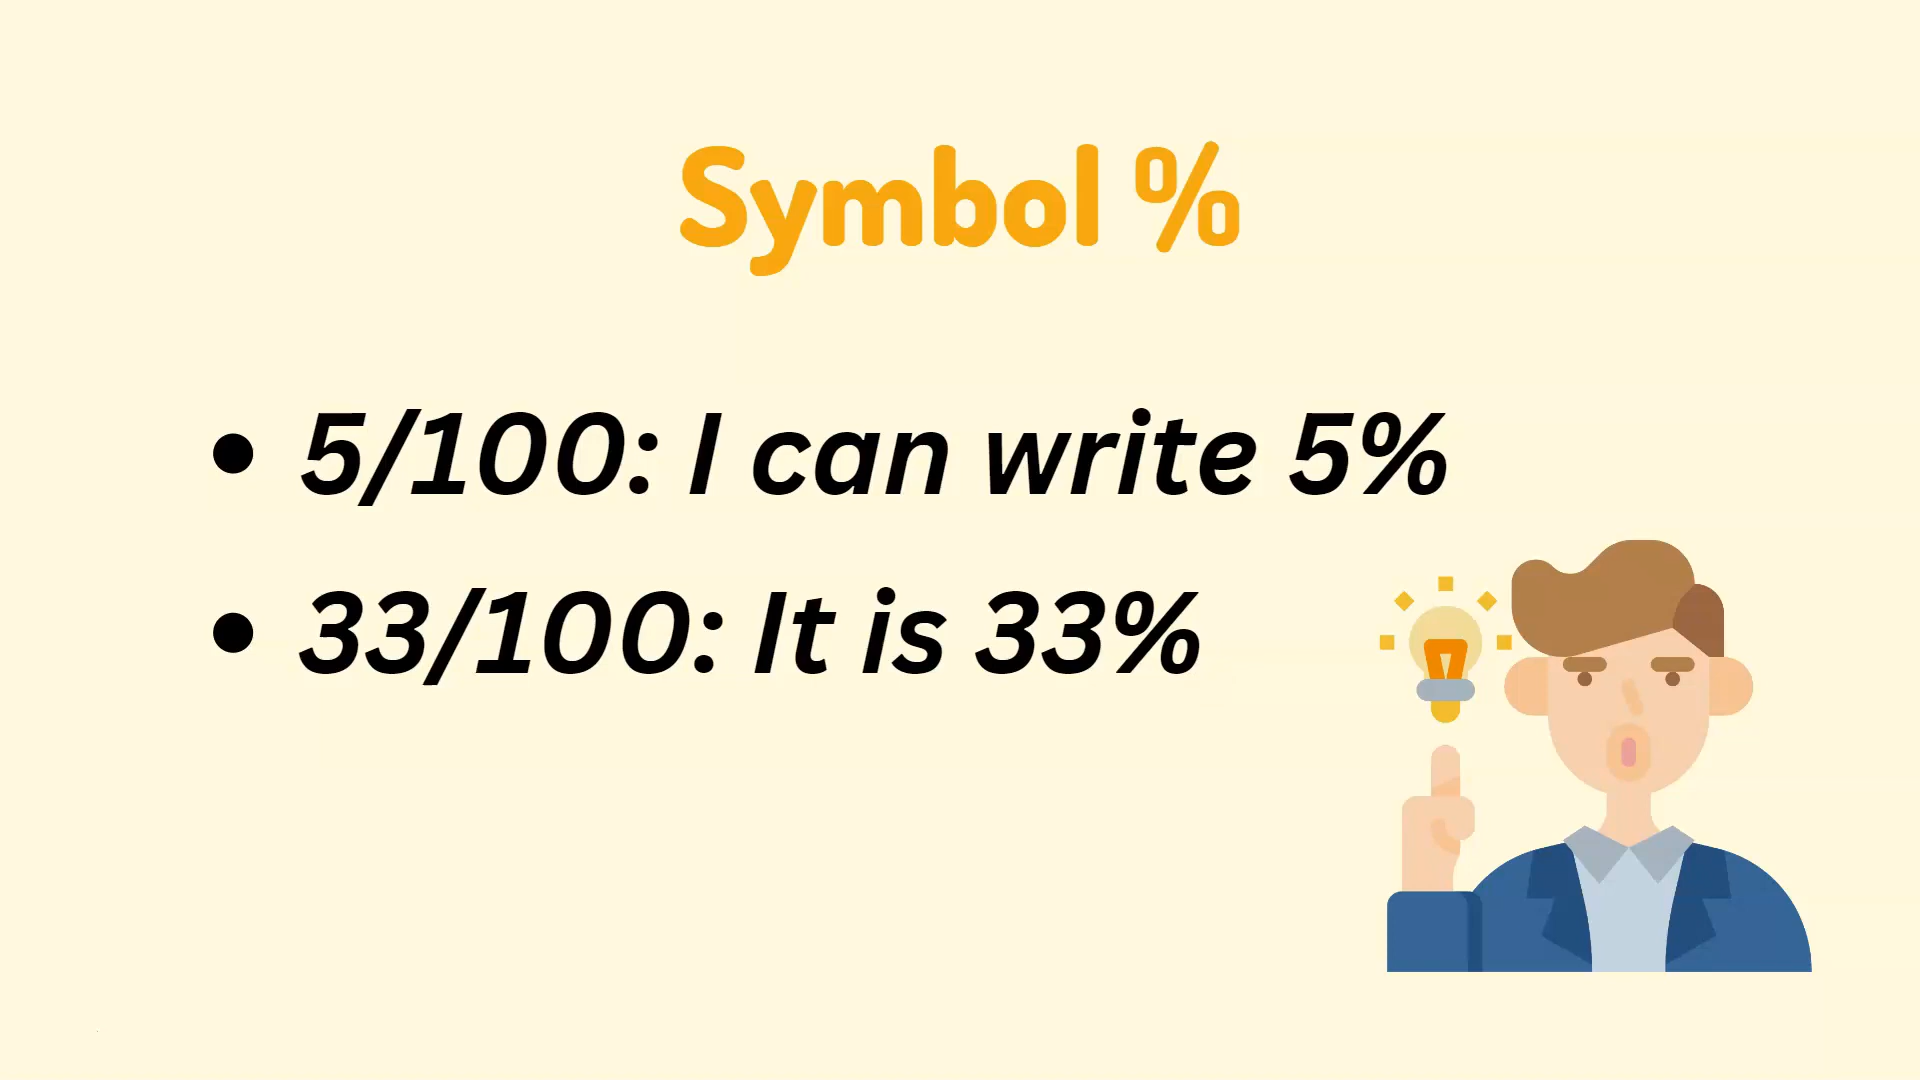 Symbol %
• 5/100: I can write 5%
• 33/100: It is 33%